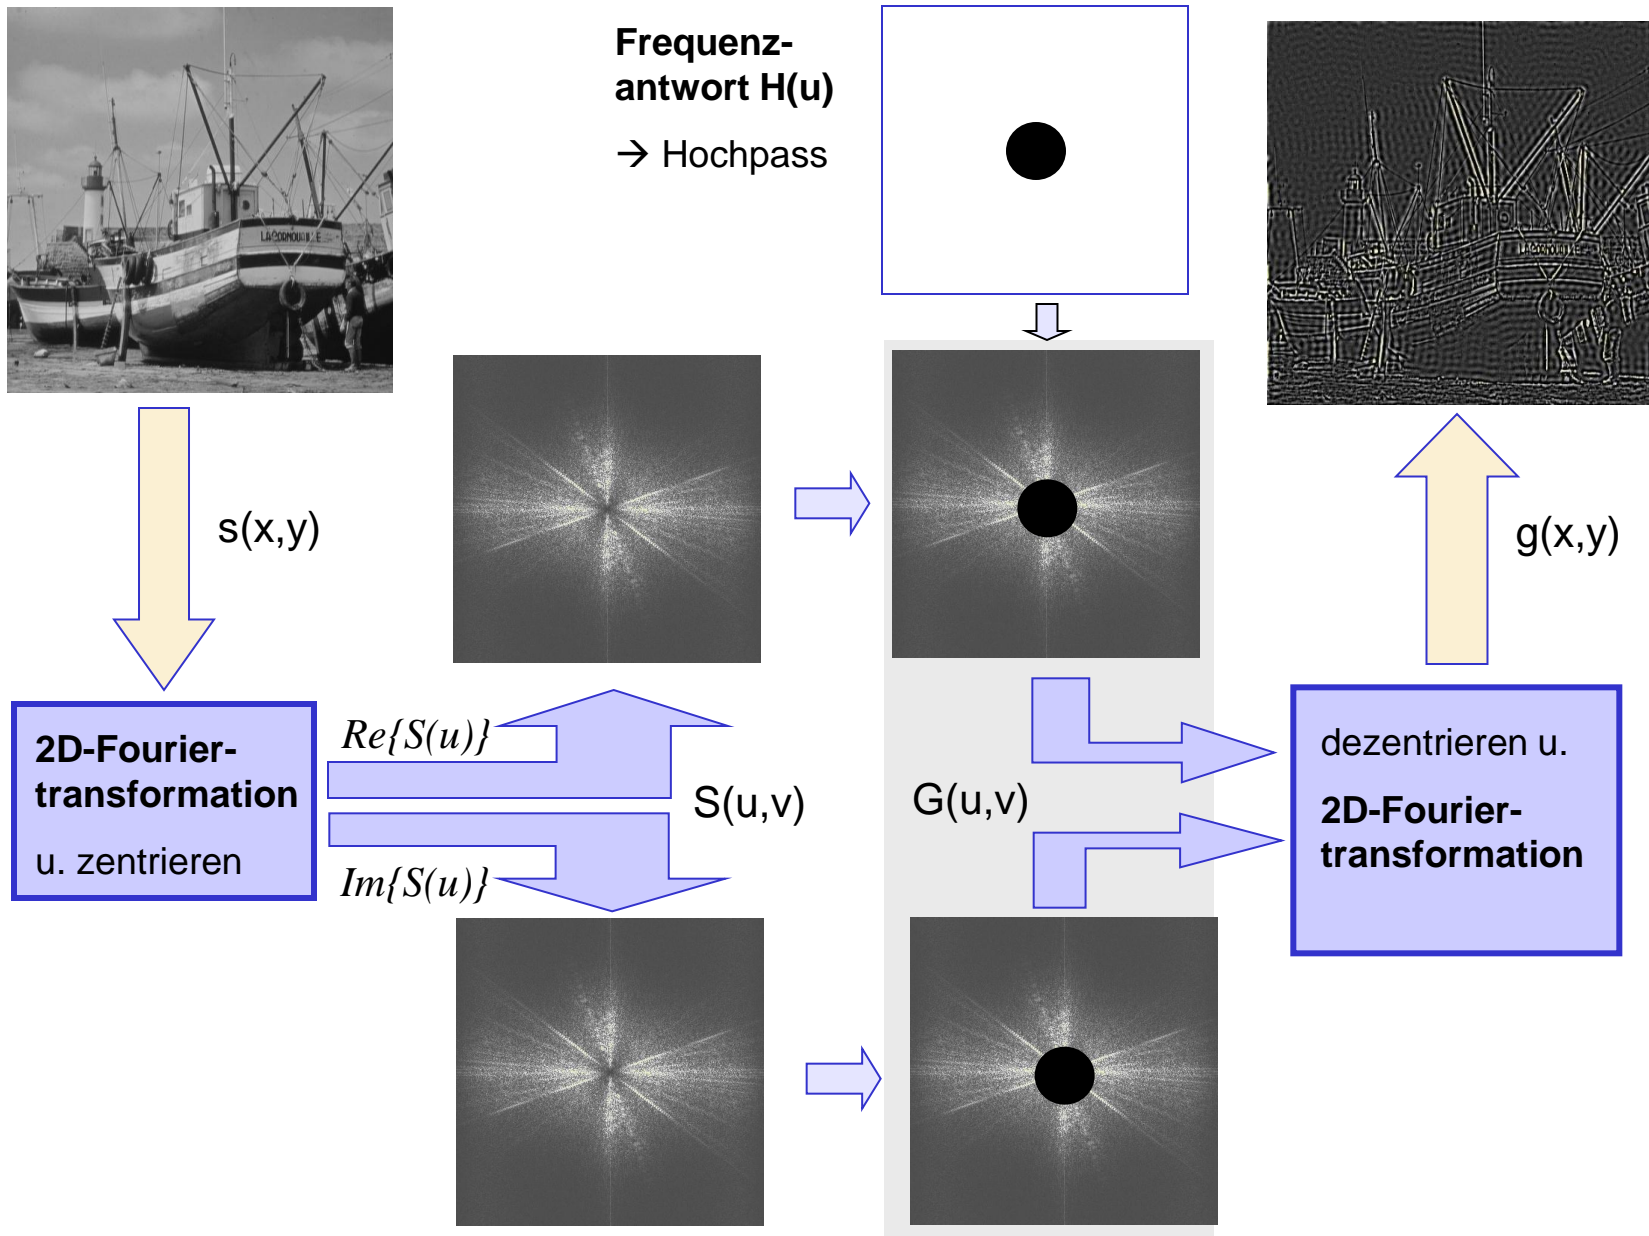 Frequenz-
antwort H(u)
→ Hochpass
s(x,y)
2D-Fourier-
transformation
u. zentrieren
Re{S(u)}
Im{S(u)}
S(u,v)
G(u,v)
dezentrieren u.
2D-Fourier-
transformation
g(x,y)